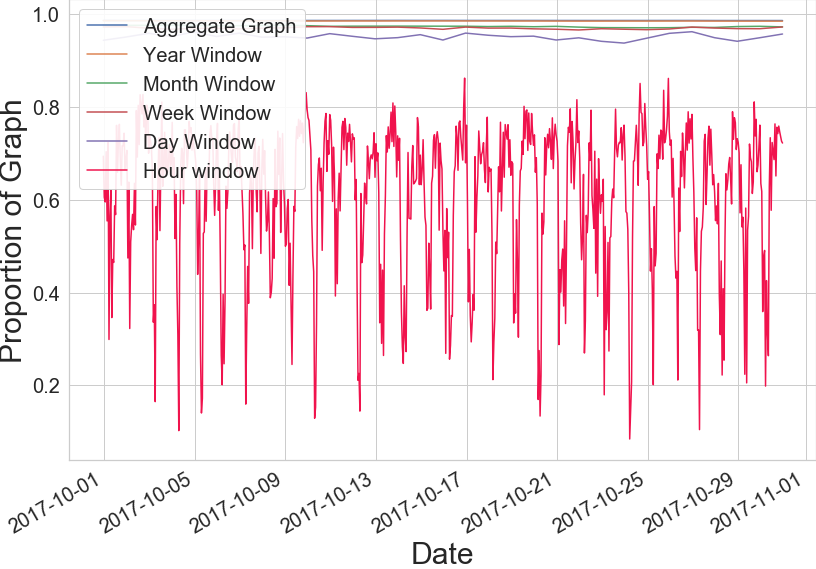 Proportion of Graph
1.0
0.8
0.6
0.4
0.2
Aggregate Graph
Year Window
Month Window
Week Window
Day Window
Hour window
2017-10-01
2017-10-05
2017-10-09
2017-10-13
2017-10-17
2017-10-21
2017-10-25
2017-10-29
2017-11-01
Date